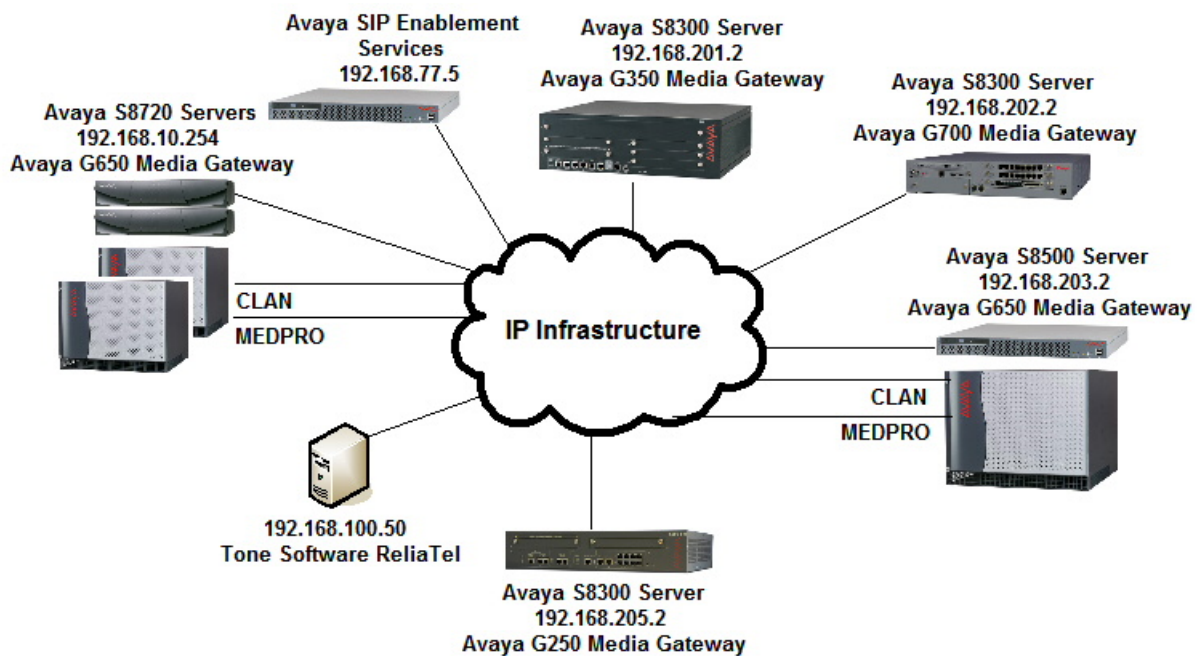 Avaya SIP Enablement
Services
192.168.77.5
Avaya S8300 Server
192.168.201.2
Avaya G350 Media Gateway
Avaya S8300 Server
192.168.202.2
Avaya G700 Media Gateway
Avaya S8720 Servers
192.168.10.254
Avaya G650 Media Gateway
Avaya S8500 Server
192.168.203.2
Avaya G650 Media Gateway
CLAN
MEDPRO
IP Infrastructure
CLAN
MEDPRO
192.168.100.50
Tone Software ReliaTel
Avaya S8300 Server
192.168.205.2
Avaya G250 Media Gateway
AVAYA
AVAYA
AVAYA